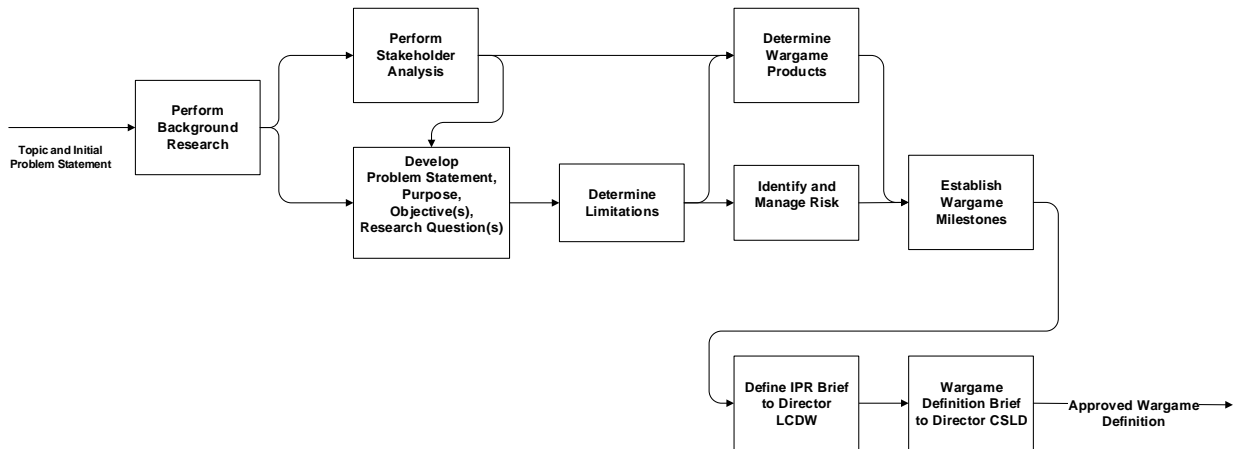 Topic and Initial
Problem Statement
Perform
Background
Research
Perform
Stakeholder
Analysis
Develop
Problem Statement,
Purpose,
Objective(s),
Research Question(s)
Determine
Limitations
Determine
Wargame
Products
Identify and
Manage Risk
Establish
Wargame
Milestones
Define IPR Brief
to Director
LCDW
Wargame
Definition Brief
to Director CSLD
Approved Wargame
Definition